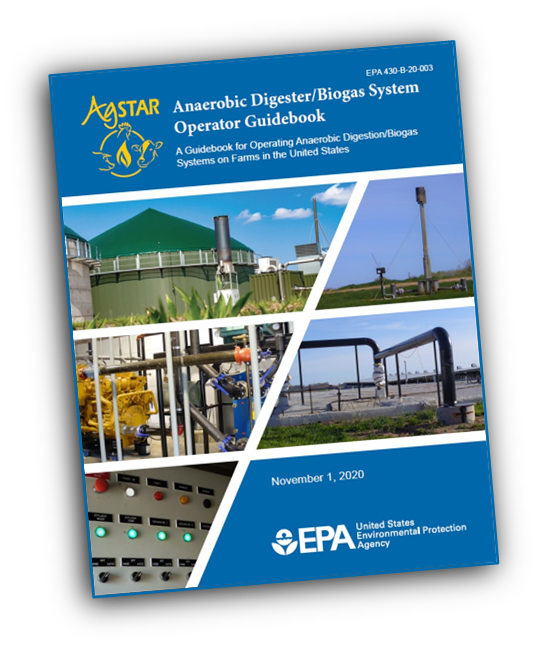 EPA 430-B-20-003
AgSTAR
Anaerobic Digester/Biogas System
Operator Guidebook
A Guidebook for Operating Anaerobic Digestion/Biogas
Systems on Farms in the United States
November 1, 2020
EPA
United States
Environmental Protection
Agency